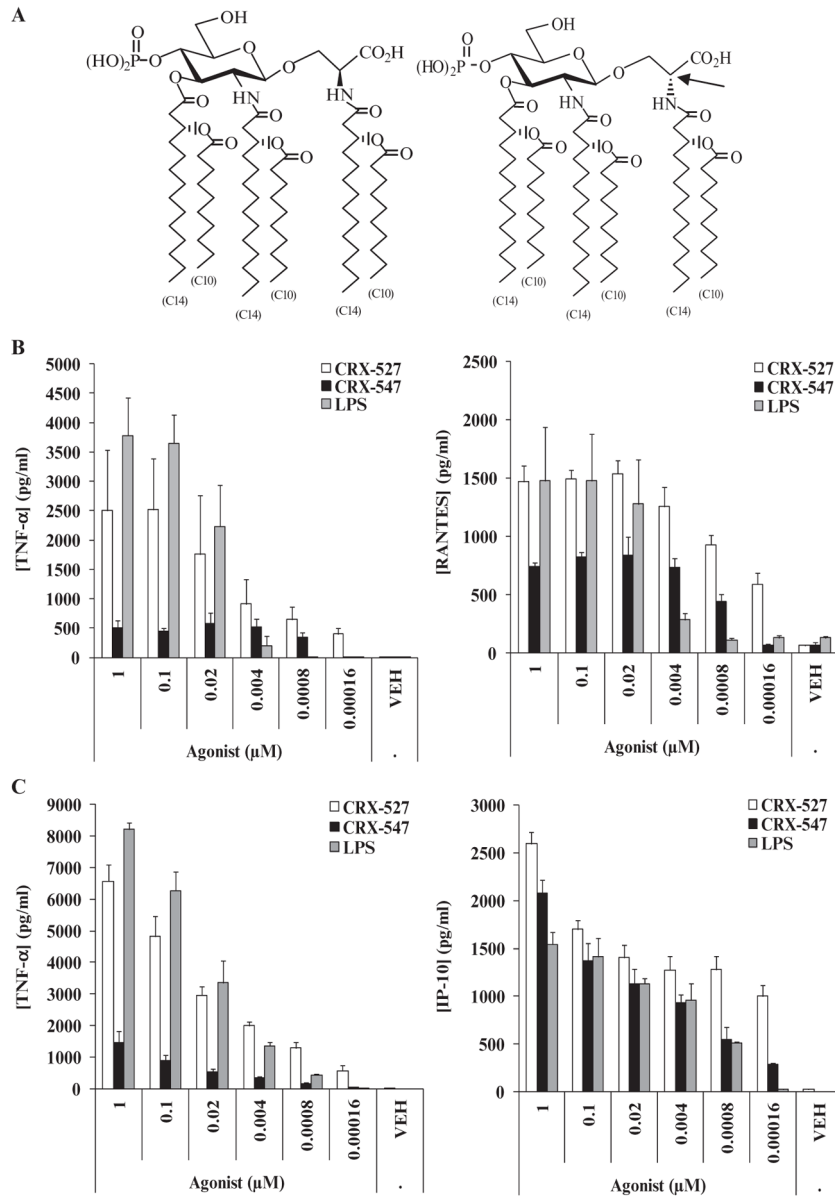 A
OH
O
(HO)2P
O
O
O
O
O
HN
CO2H
HN
O
O
O
O
O
O
O
O
O
(C10)
(C10)
(C10)
(C14)
(C14)
(C14)
OH
O
(HO)2P
O
O
O
O
O
HN
CO2H
HN
O
O
O
O
O
O
O
O
O
(C10)
(C10)
(C10)
(C14)
(C14)
(C14)
B
[TNF-α] (pg/ml)
5000
4500
4000
3500
3000
2500
2000
1500
1000
500
0
CRX-527
CRX-547
LPS
1
0.1
0.02
0.004
0.0008
0.00016
VEH
Agonist (µM)
.
[RANTES] (pg/ml)
2500
2000
1500
1000
500
0
CRX-527
CRX-547
LPS
1
0.1
0.02
0.004
0.0008
0.00016
VEH
Agonist (µM)
.
C
[TNF-α] (pg/ml)
9000
8000
7000
6000
5000
4000
3000
2000
1000
0
CRX-527
CRX-547
LPS
1
0.1
0.02
0.004
0.0008
0.00016
VEH
Agonist (µM)
.
[IP-10] (pg/ml)
3000
2500
2000
1500
1000
500
0
CRX-527
CRX-547
LPS
1
0.1
0.02
0.004
0.0008
0.00016
VEH
Agonist (µM)
.